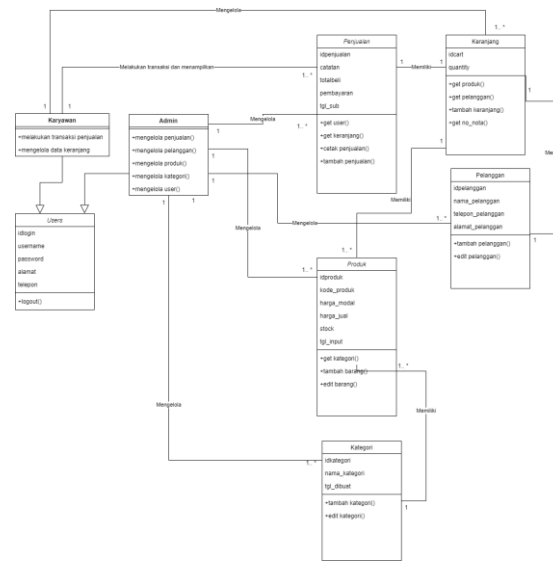 Mengelola
1.. *
Penjualan
idpenjualan
catatan
totalbeli
pembayaran
tgl_sub
+get user()
+get keranjang()
+cetak penjualan()
+tambah penjualan()
Keranjang
idcart
quantity
+get produk()
+get pelanggan()
+tambah keranjang()
+get no_nota()
1
Memiliki
1
1
Melakukan transaksi dan menampilkan
1.. *
1
1
Karyawan
+melakukan transaksi penjualan()
+mengelola data keranjang()
Admin
+mengelola penjualan()
+mengelola pelanggan()
+mengelola produk()
+mengelola kategori()
+mengelola user()
1
Mengelola
1.. *
1
1
1
1
1
Memiliki
1.. *
Pelanggan
idpelanggan
nama_pelanggan
telepon_pelanggan
alamat_pelanggan
+tambah pelanggan()
+edit pelanggan()
Mengelola
1.. *
1
Users
idlogin
username
password
alamat
telepon
+logout()
Mengelola
1.. *
Produk
idproduk
kode_produk
harga_modal
harga_jual
stock
tgl_input
+get kategori()
+tambah barang()
+edit barang()
1.. *
Memiliki
1
Mengelola
1.. *
Kategori
idkategori
nama_kategori
tgl_dibuat
+tambah kategori()
+edit kategori()